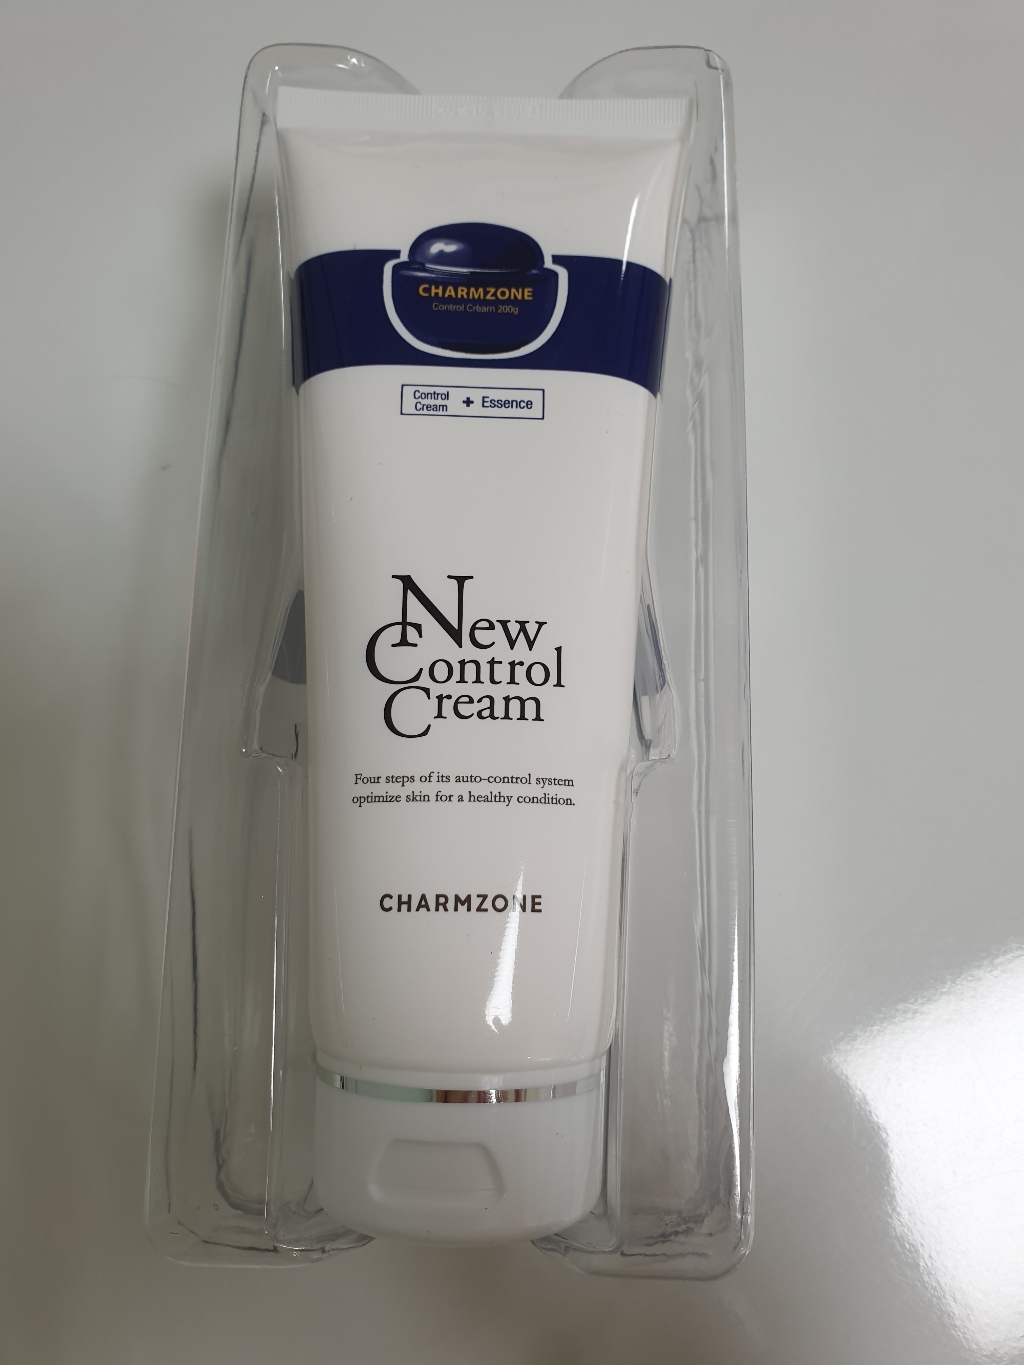 CHARMZONE
Control Cream 200g
Control
Cream + Essence
New
Control
Cream
Four steps of its auto-control system
optimize skin for a healthy condition.
CHARMZONE